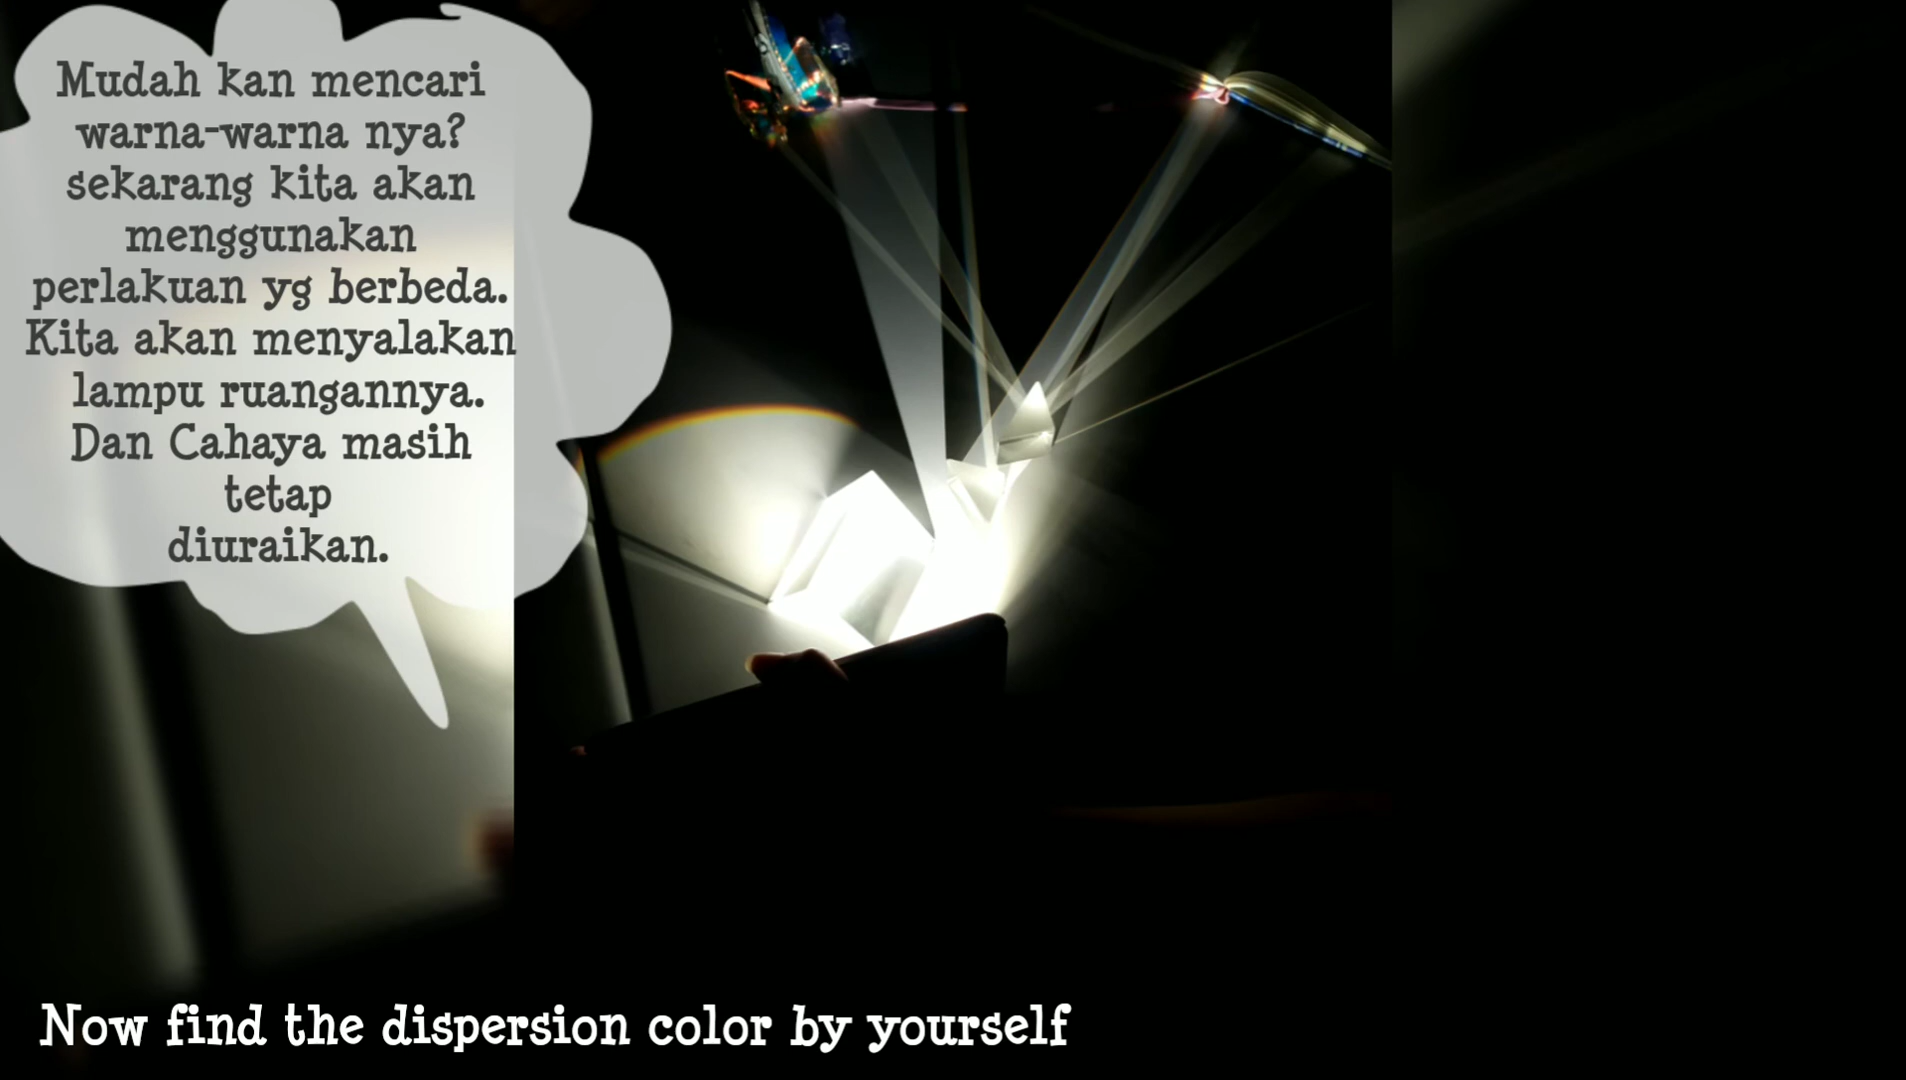 Mudah kan mencari
warna-warna nya?
sekarang kita akan
menggunakan
perlakuan yg berbeda.
Kita akan menyalakan
lampu ruangannya.
Dan Cahaya masih
tetap
diuraikan.
Now find the dispersion color by yourself